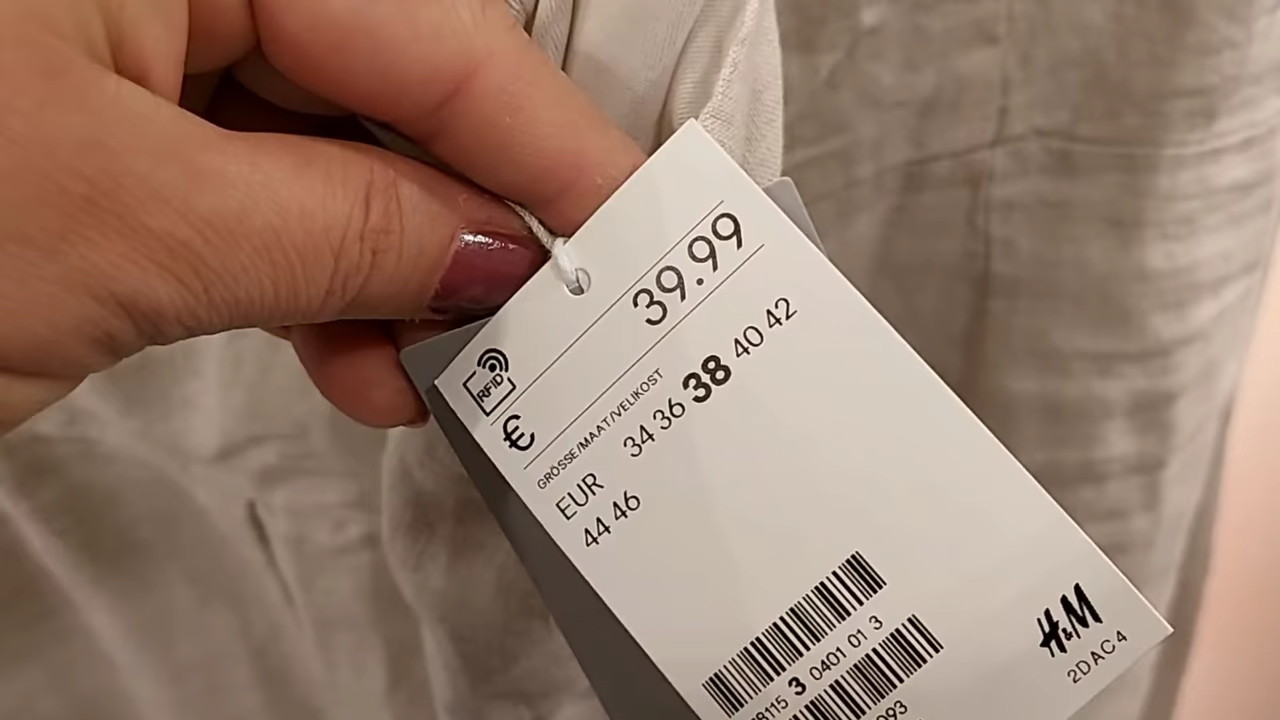 39.99
RFID
€
GRÖSSE/MAAT/VELIKOST
EUR 34 36 38 40 42
44 46
3 0401 01 3
H&M
2DAC4